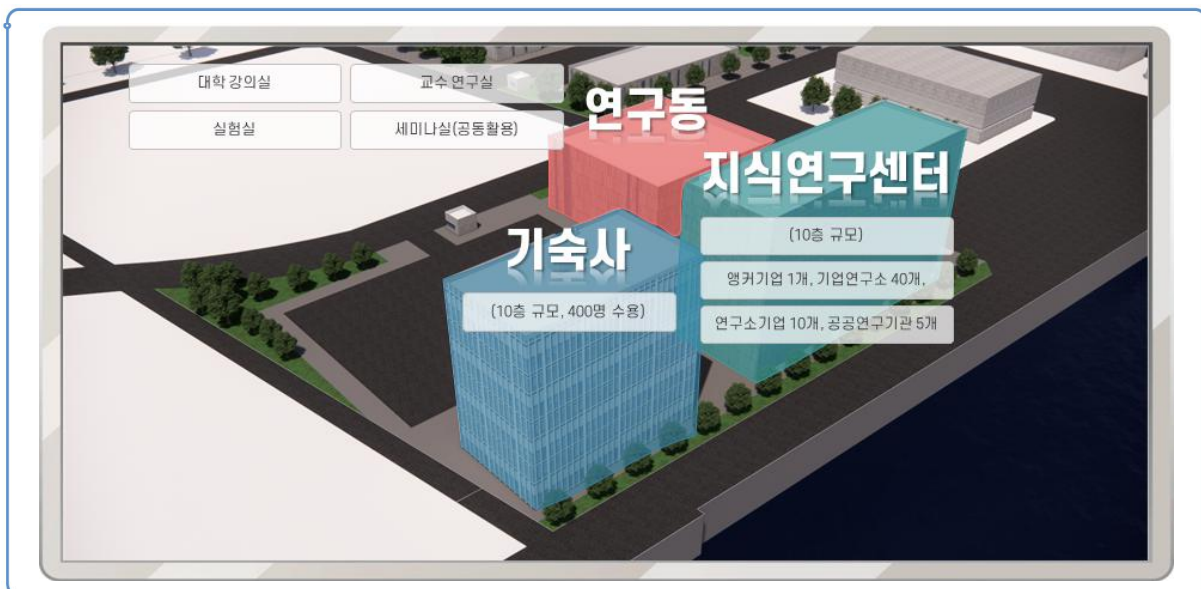 대학 강의실
교수 연구실
실험실
세미나실(공동활용)
연구동
지식연구센터
(10층 규모)
앵커기업 1개, 기업연구소 40개,
연구소기업 10개, 공공연구기관 5개
기숙사
(10층 규모, 400명 수용)